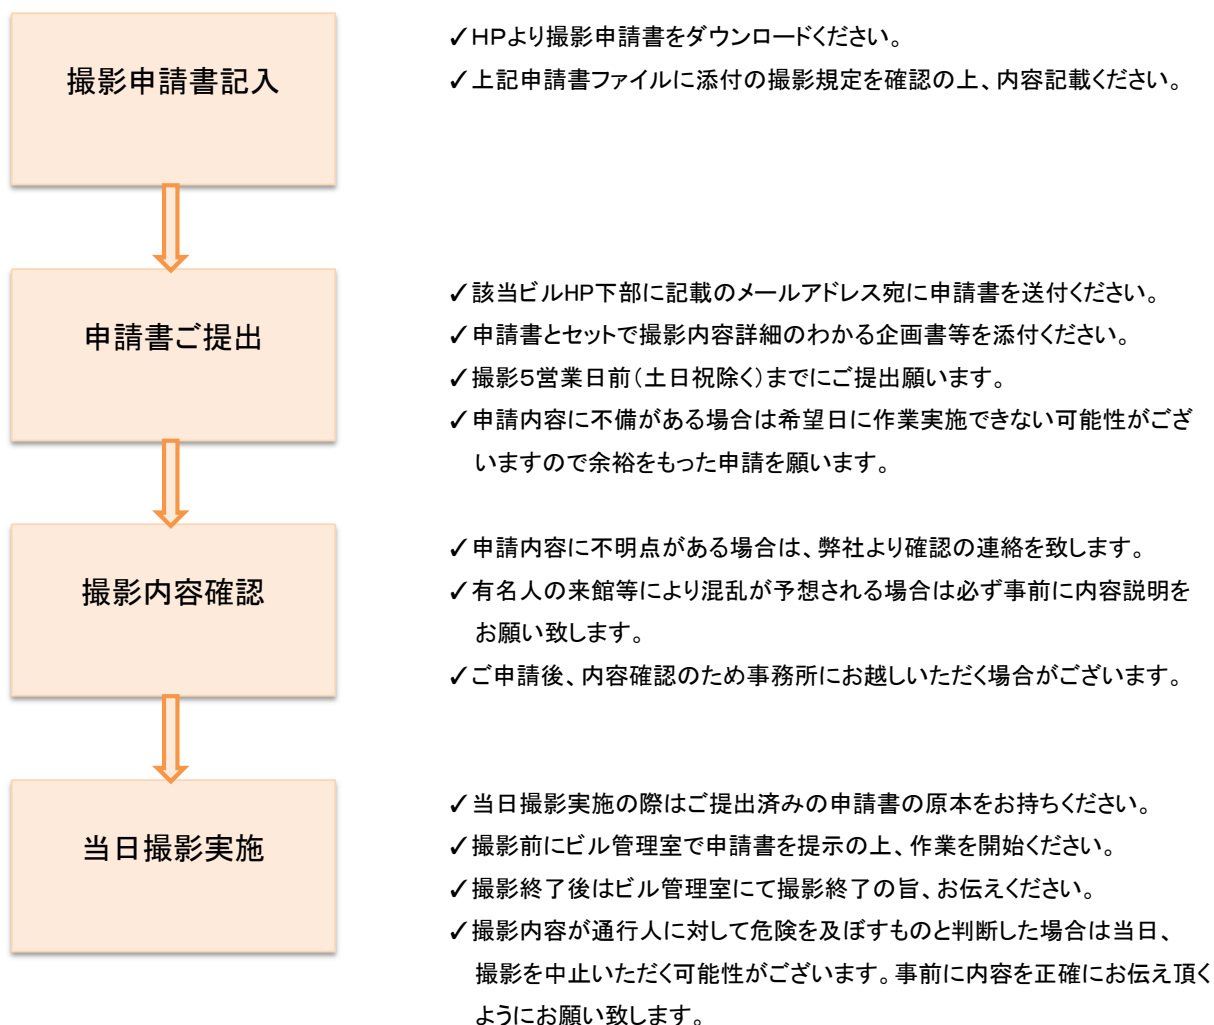 撮影申請書記入
✓HPより撮影申請書をダウンロードください。
✓上記申請書ファイルに添付の撮影規定を確認の上、内容記載ください。
申請書ご提出
✓該当ビルHP下部に記載のメールアドレス宛に申請書を送付ください。
✓申請書とセットで撮影内容詳細のわかる企画書等を添付ください。
✓撮影5営業日前(土日祝除く)までにご提出願います。
✓申請内容に不備がある場合は希望日に作業実施できない可能性がござ
いますので余裕をもった申請を願います。
撮影内容確認
✓申請内容に不明点がある場合は、弊社より確認の連絡を致します。
✓有名人の来館等により混乱が予想される場合は必ず事前に内容説明を
お願い致します。
✓ご申請後、内容確認のため事務所にお越しいただく場合がございます。
当日撮影実施
✓当日撮影実施の際はご提出済みの申請書の原本をお持ちください。
✓撮影前にビル管理室で申請書を提示の上、作業を開始ください。
✓撮影終了後はビル管理室にて撮影終了の旨、お伝えください。
✓撮影内容が通行人に対して危険を及ぼすものと判断した場合は当日、
撮影を中止いただく可能性がございます。事前に内容を正確にお伝え頂く
ようにお願い致します。